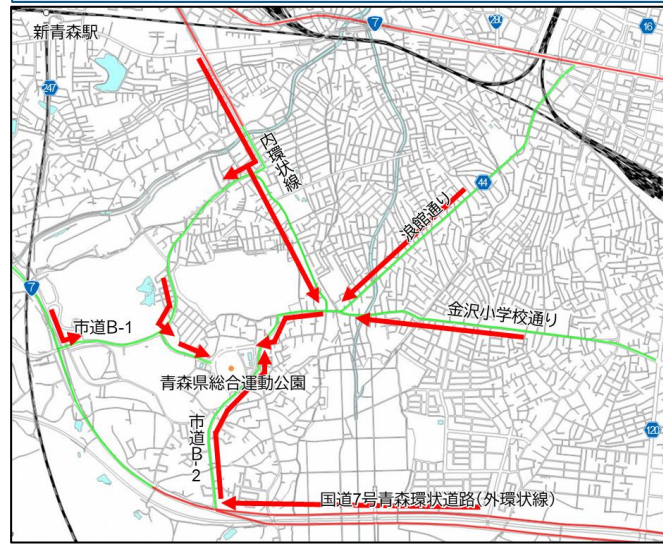 新青森駅
7
280
16
247
内環状線
44
浪館通り
7
市道B-1
金沢小学校通り
青森県総合運動公園
市道B-2
120
国道7号青森環状道路(外環状線)